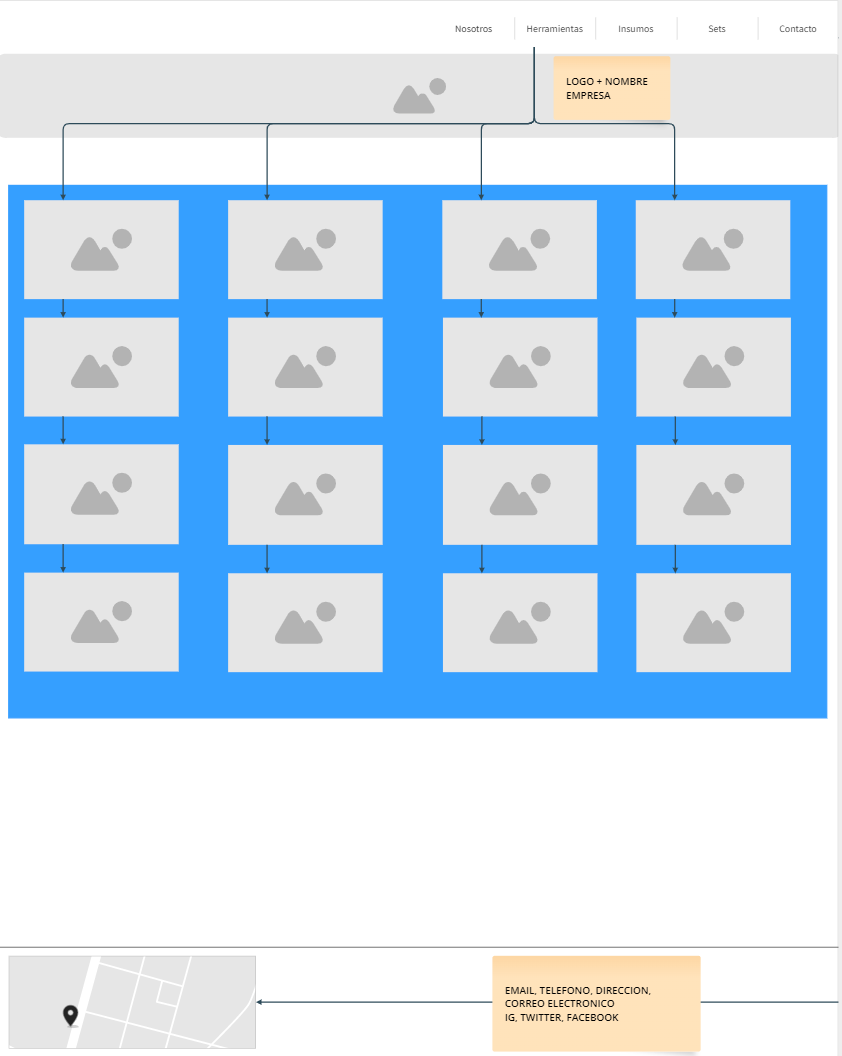 Nosotros
Herramientas
Insumos
Sets
Contacto
LOGO + NOMBRE
EMPRESA
EMAIL, TELEFONO, DIRECCION,
CORREO ELECTRONICO
IG, TWITTER, FACEBOOK